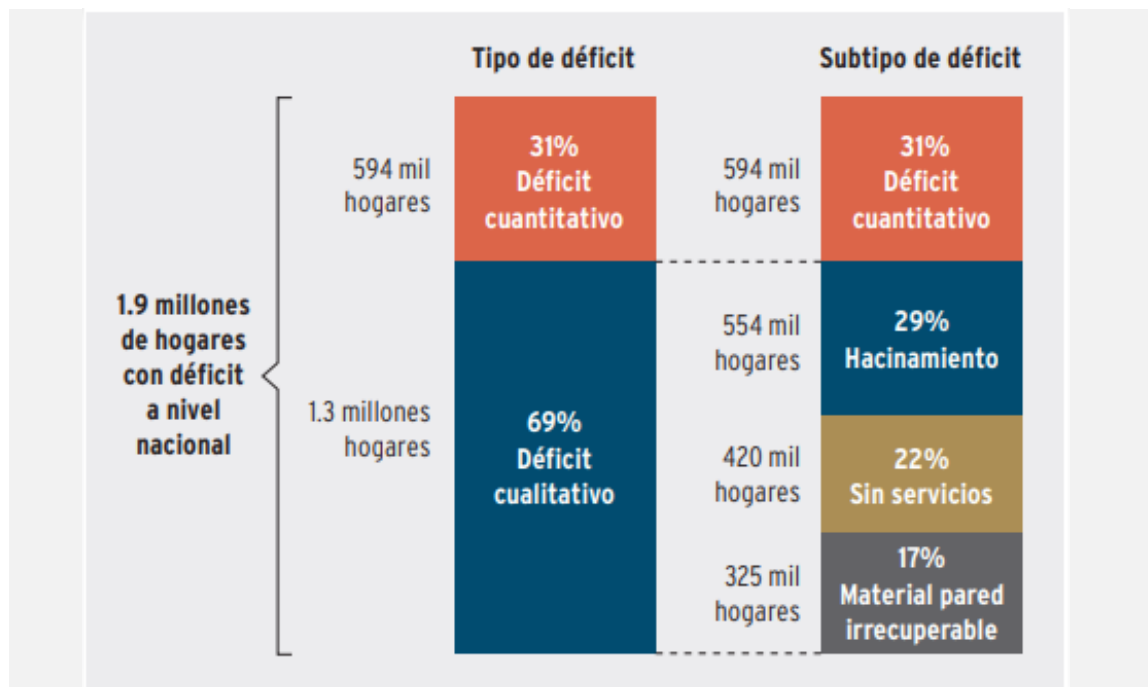 Tipo de déficit
Subtipo de déficit
1.9 millones
de hogares
con déficit
a nivel
nacional
594 mil
hogares
31%
Déficit
cuantitativo
1.3 millones
hogares
69%
Déficit
cualitativo
594 mil
hogares
31%
Déficit
cuantitativo
554 mil
hogares
29%
Hacinamiento
420 mil
hogares
22%
Sin servicios
325 mil
hogares
17%
Material pared
irrecuperable